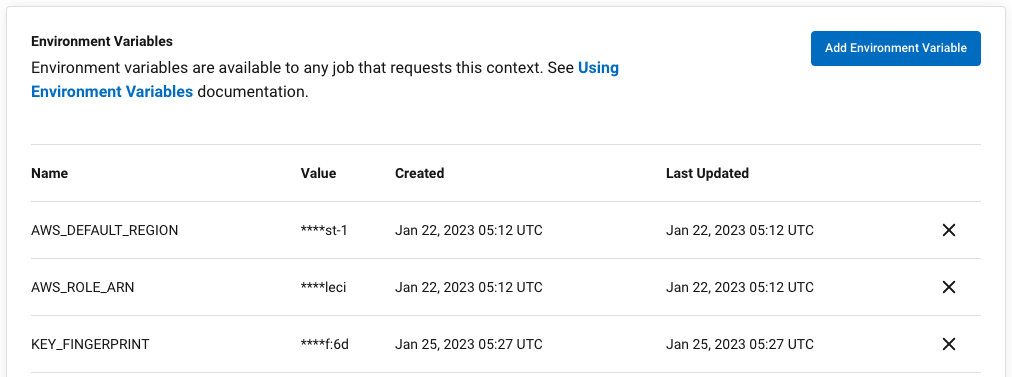 Environment Variables
Add Environment Variable
Environment variables are available to any job that requests this context. See Using
Environment Variables documentation.
Name Value Created Last Updated
AWS_DEFAULT_REGION ****st-1 Jan 22, 2023 05:12 UTC Jan 22, 2023 05:12 UTC
AWS_ROLE_ARN ****leci Jan 22, 2023 05:12 UTC Jan 22, 2023 05:12 UTC
KEY_FINGERPRINT ****f:6d Jan 25, 2023 05:27 UTC Jan 25, 2023 05:27 UTC